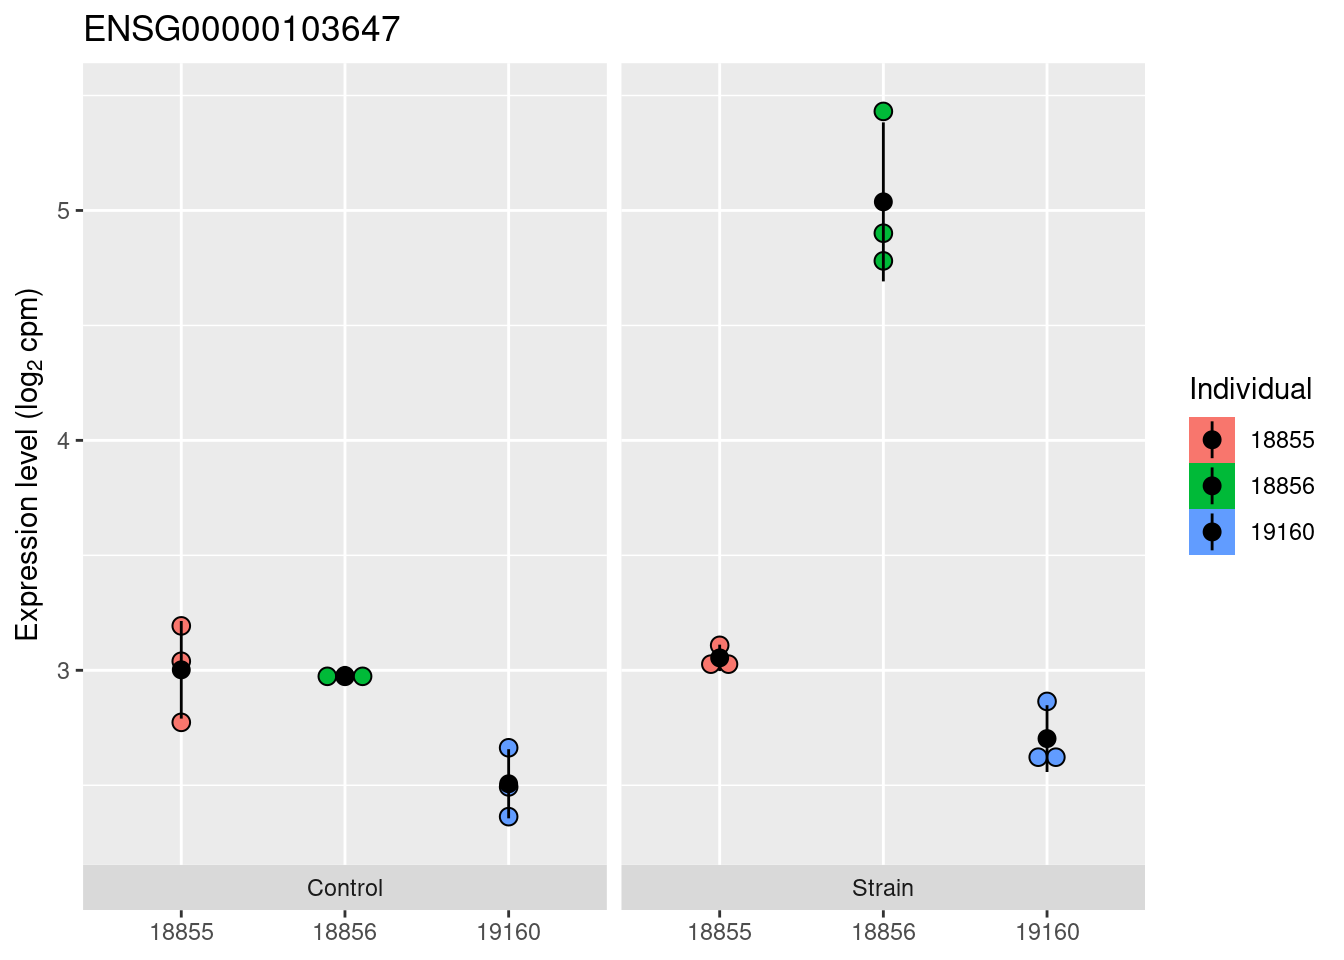 ENSG00000103647
Expression level (log₂ cpm)
5
4
3
Control
Strain
18855
18856
19160
18855
18856
19160
Individual
18855
18856
19160